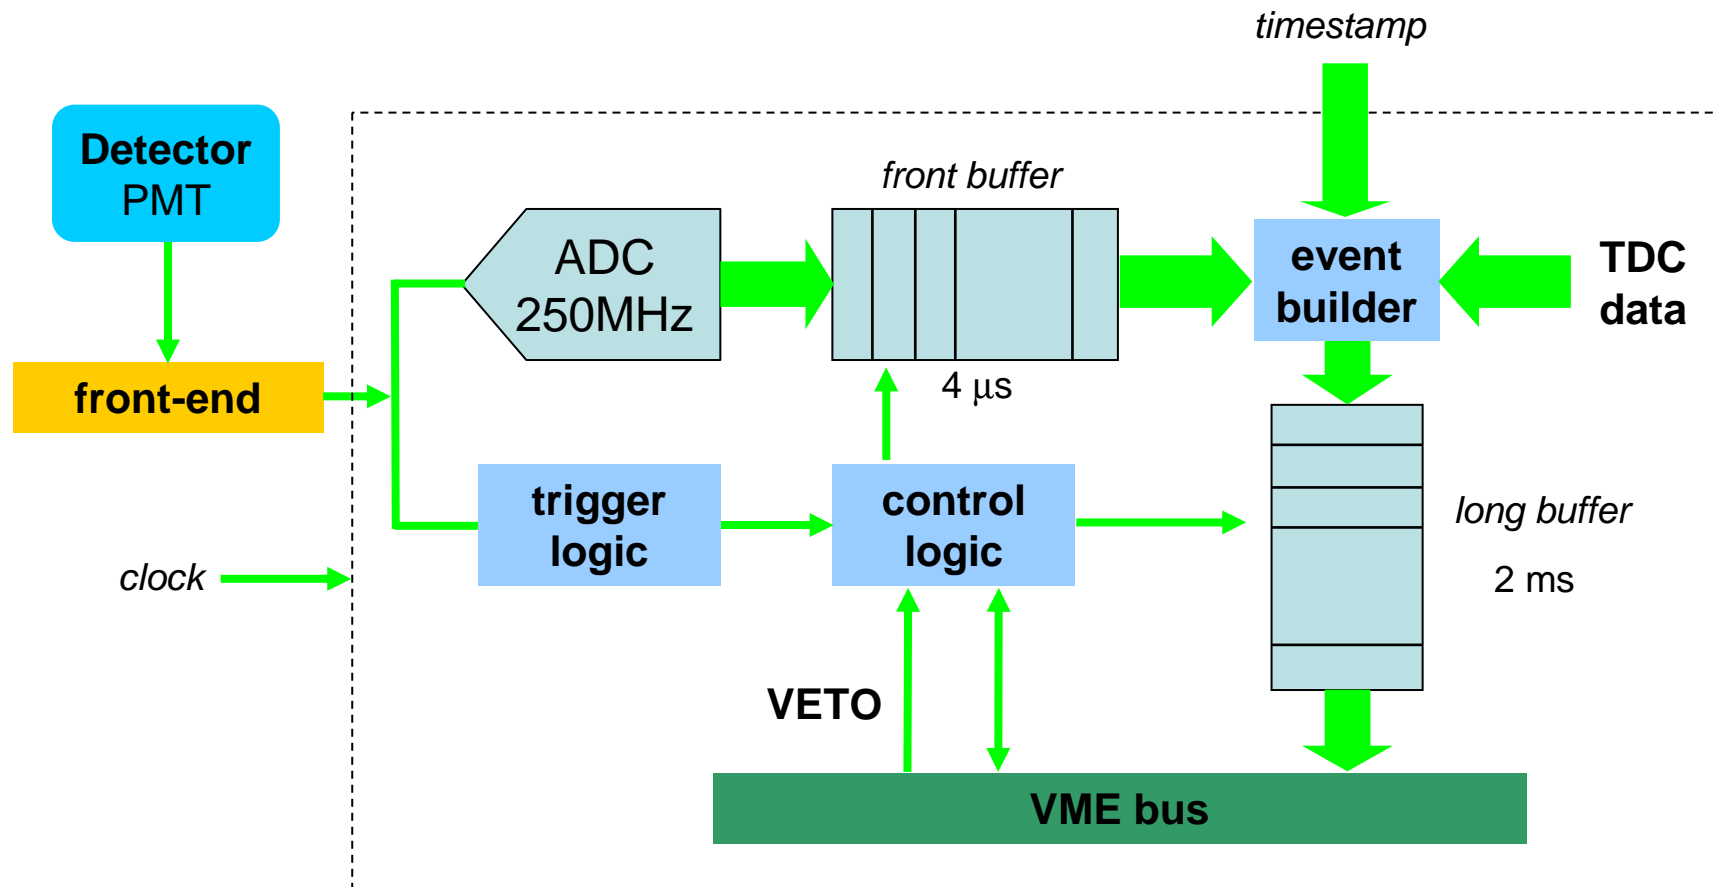 timestamp
Detector
PMT
front buffer
ADC
250MHz
event
builder
TDC
data
4 μs
front-end
trigger
logic
control
logic
long buffer
2 ms
clock
VETO
VME bus